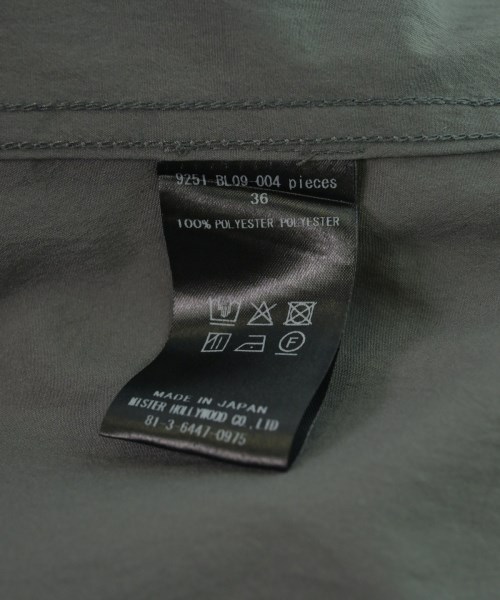 9251 BL09-004 pieces
36
100% POLYESTER POLYESTER
F
MADE IN JAPAN
MISTER HOLLYWOOD CO.,LTD
81-3-6447-0975